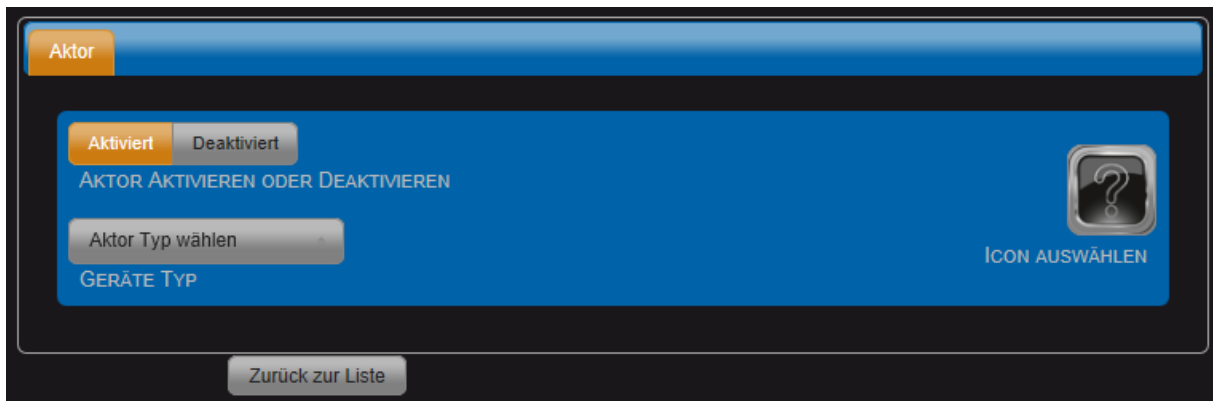 Aktor
Aktiviert Deaktiviert
Aktor Aktivieren oder Deaktivieren
Aktor Typ wählen
Icon auswählen
Geräte Typ
Zurück zur Liste